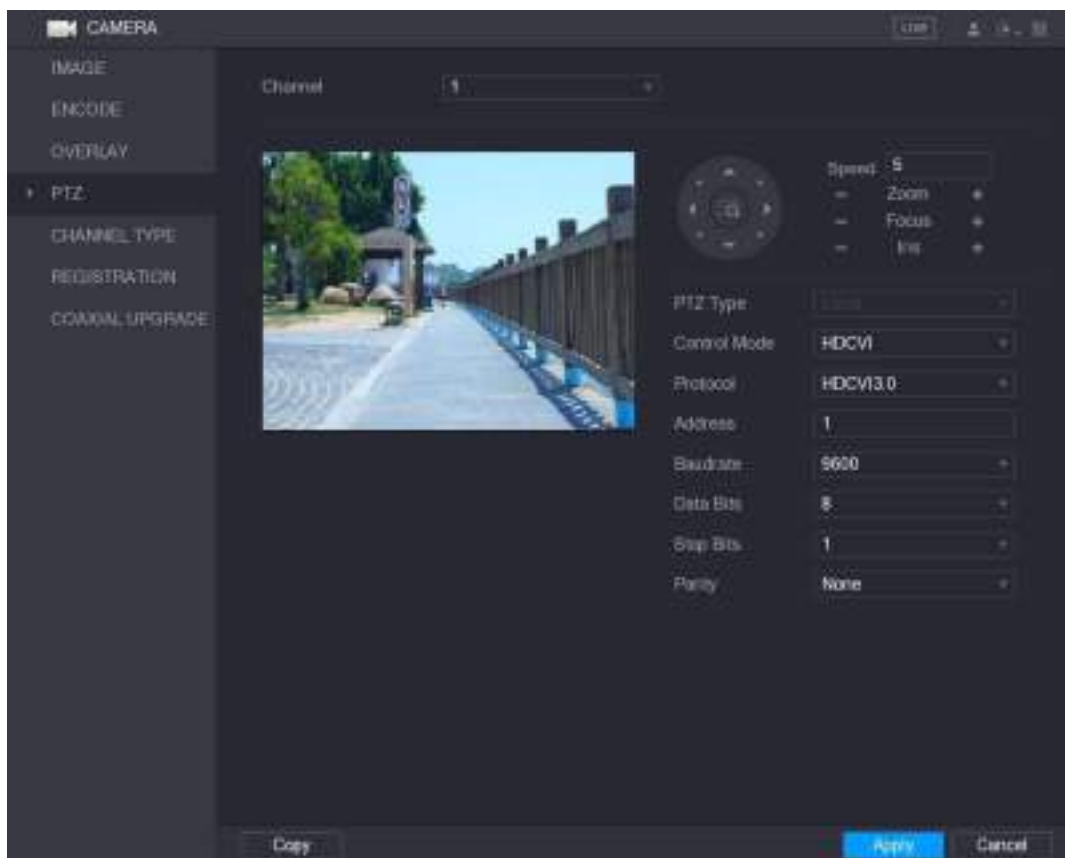 CAMERA
LIVE
IMAGE
ENCODE
OVERLAY
PTZ
CHANNEL TYPE
REGISTRATION
COAXIAL UPGRADE
Channel 1
Speed 5
Zoom
Focus
Iris
PTZ Type
Control Mode HDCVI
Protocol HDCVI3.0
Address 1
Baudrate 9600
Data Bits 8
Stop Bits 1
Parity None
Copy
Apply
Cancel